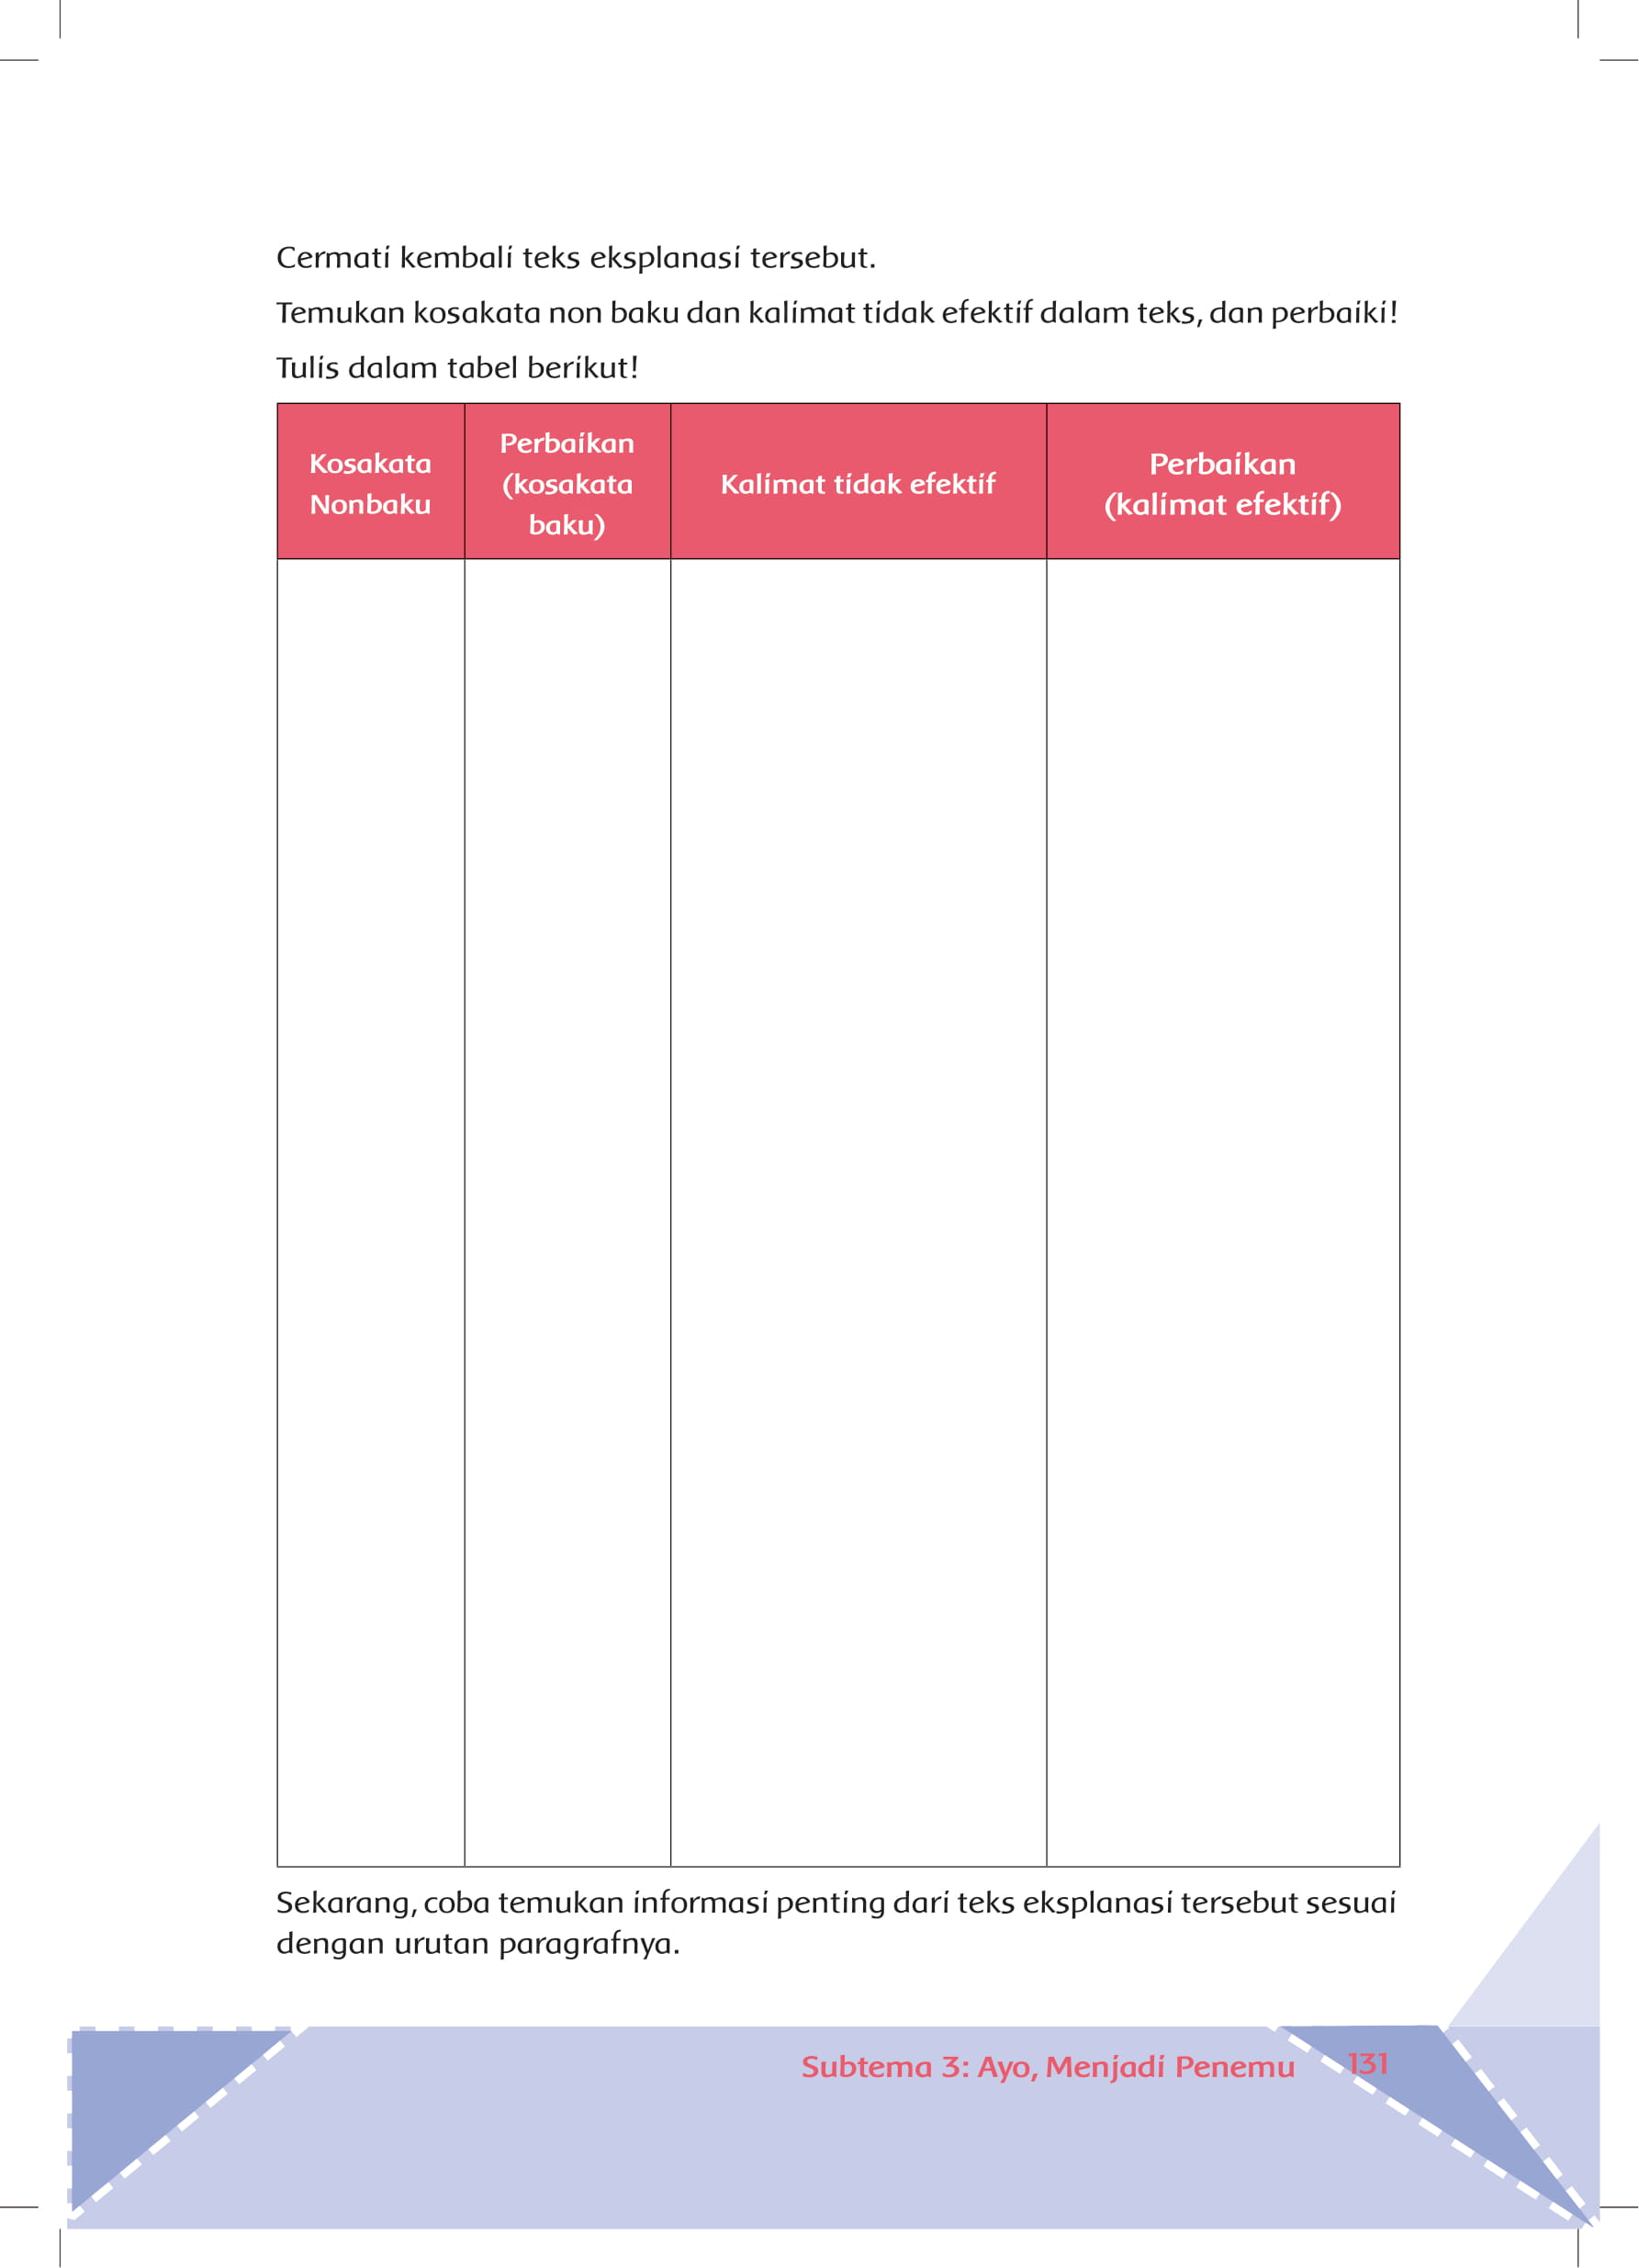 Cermati kembali teks eksplanasi tersebut.
Temukan kosakata non baku dan kalimat tidak efektif dalam teks, dan perbaiki!
Tulis dalam tabel berikut!
Kosakata
Nonbaku
Perbaikan
(kosakata
baku)
Kalimat tidak efektif
Perbaikan
(kalimat efektif)
Sekarang, coba temukan informasi penting dari teks eksplanasi tersebut sesuai
dengan urutan paragrafnya.
Subtema 3: Ayo, Menjadi Penemu 131